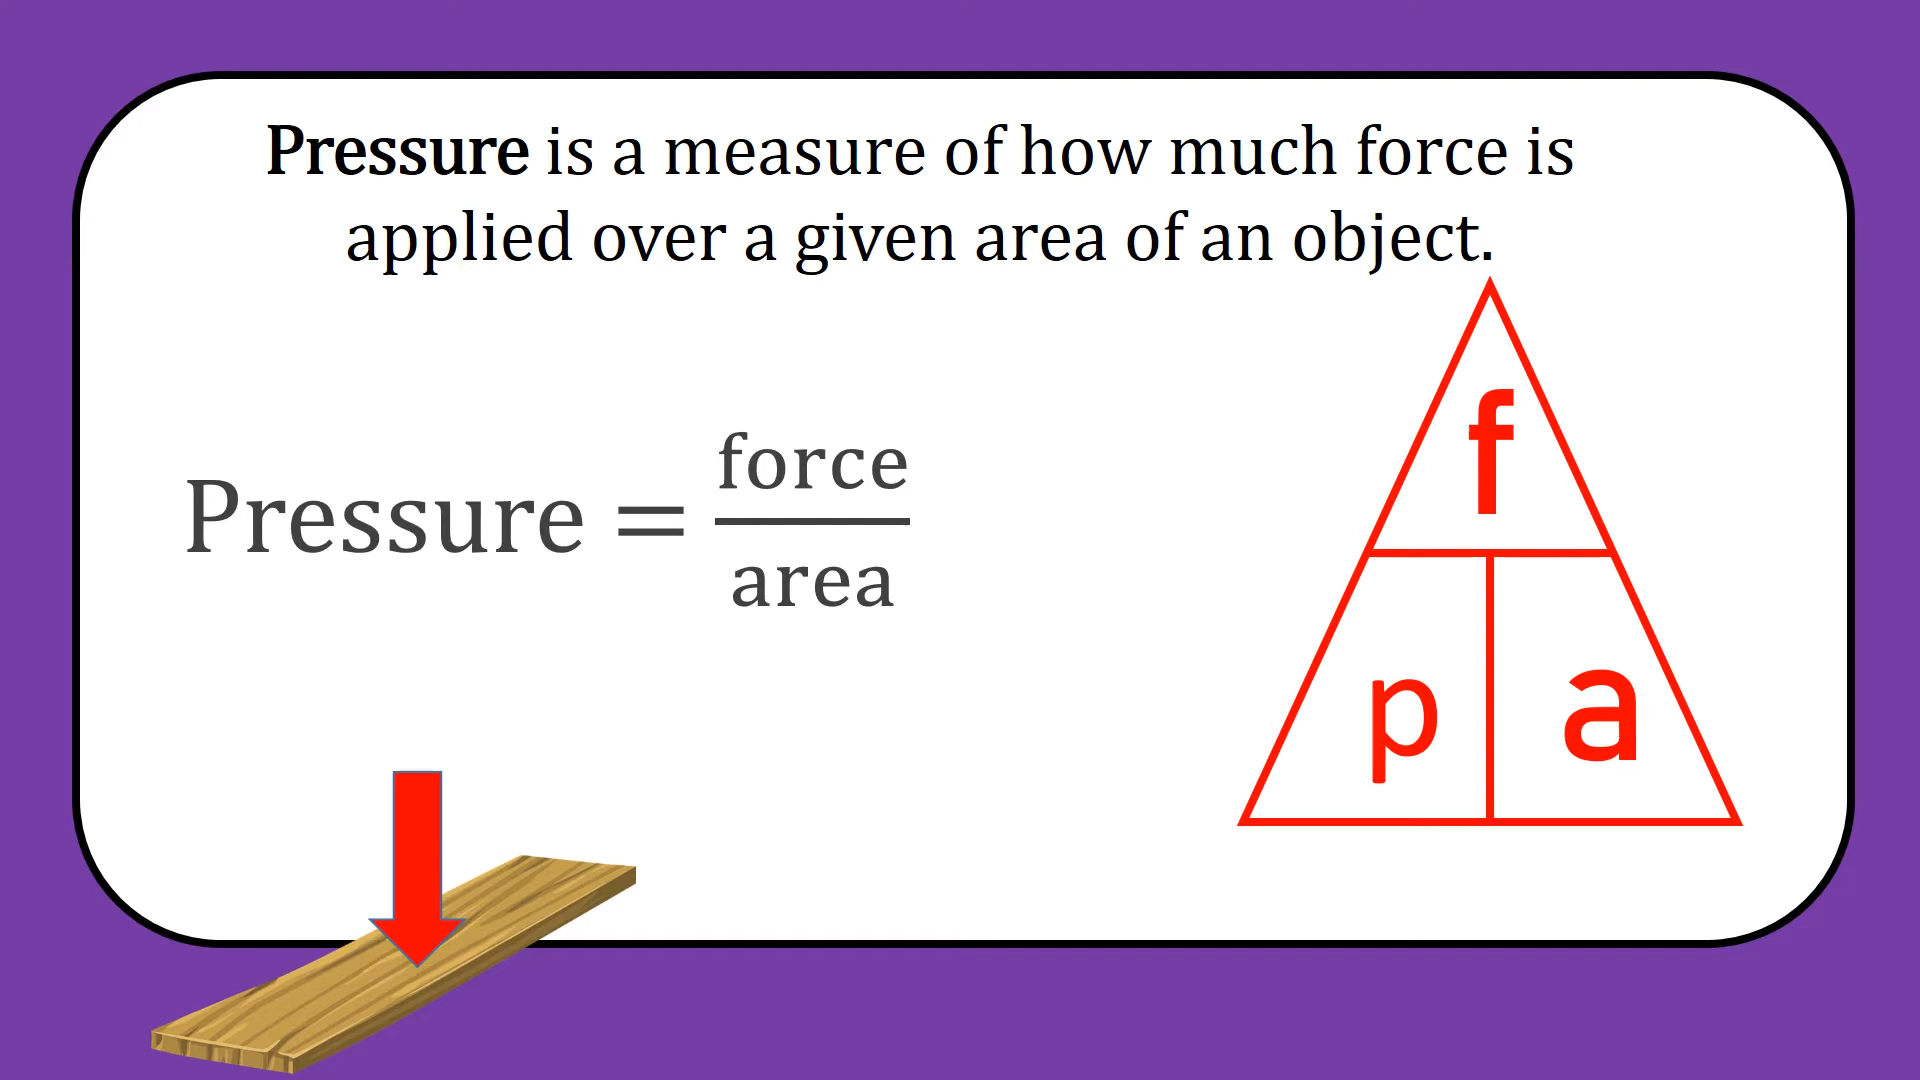 Pressure is a measure of how much force is
applied over a given area of an object.
Pressure = force
area
f
p a